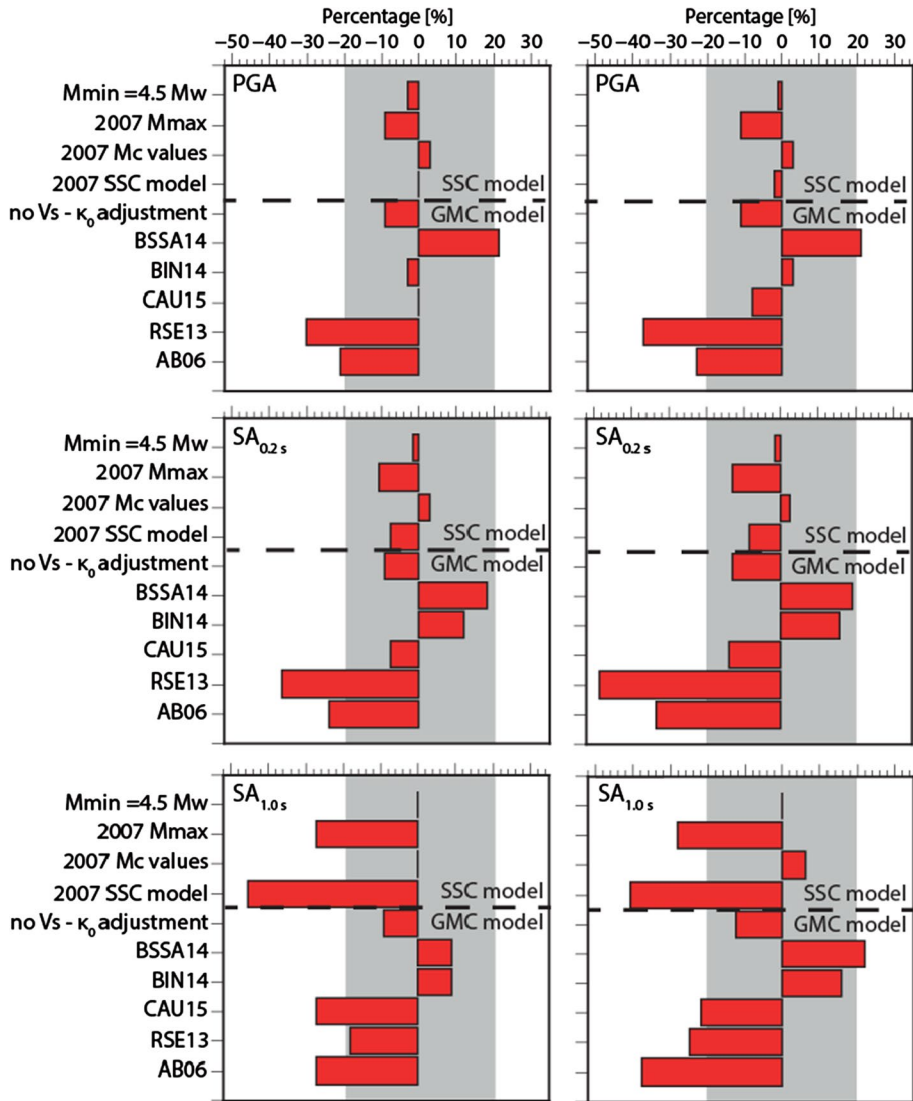 Percentage [%]
Percentage [%]
−50 −40 −30 −20 −10 0 10 20 30
−50 −40 −30 −20 −10 0 10 20 30
PGA
PGA
Mmin =4.5 Mw
2007 Mmax
2007 Mc values
2007 SSC model
SSC model
SSC model
no Vs - κ₀ adjustment
GMC model
GMC model
BSSA14
BIN14
CAU15
RSE13
AB06
SA0.2 s
SA0.2 s
Mmin =4.5 Mw
2007 Mmax
2007 Mc values
2007 SSC model
SSC model
SSC model
no Vs - κ₀ adjustment
GMC model
GMC model
BSSA14
BIN14
CAU15
RSE13
AB06
SA1.0 s
SA1.0 s
Mmin =4.5 Mw
2007 Mmax
2007 Mc values
2007 SSC model
SSC model
SSC model
no Vs - κ₀ adjustment
GMC model
GMC model
BSSA14
BIN14
CAU15
RSE13
AB06